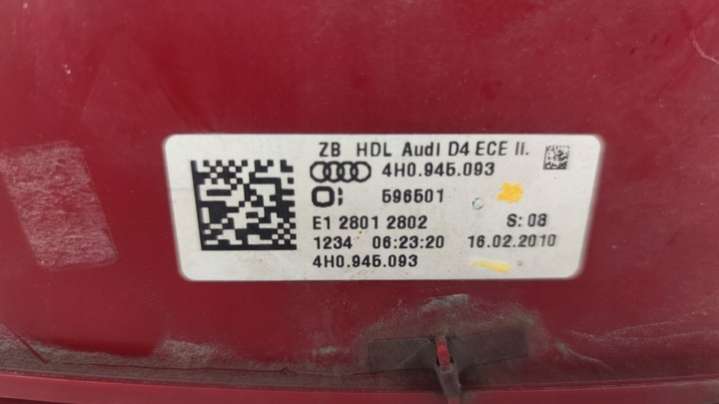 ZB HDL Audi D4 ECE li.
4H0.945.093
596501
E1 2801 2802 S: 08
1234 06:23:20 16.02.2010
4H0.945.093